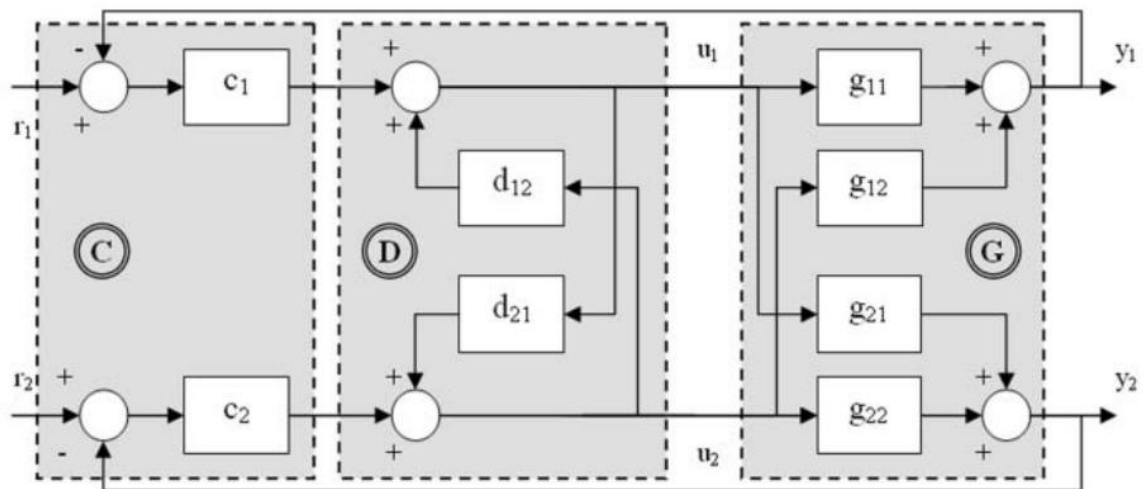 - + u₁ + y₁
c₁ g₁₁
r₁ + + +
d₁₂ g₁₂
C D G
d₂₁ g₂₁
r₂ + + + y₂
c₂ g₂₂
- + u₂ +